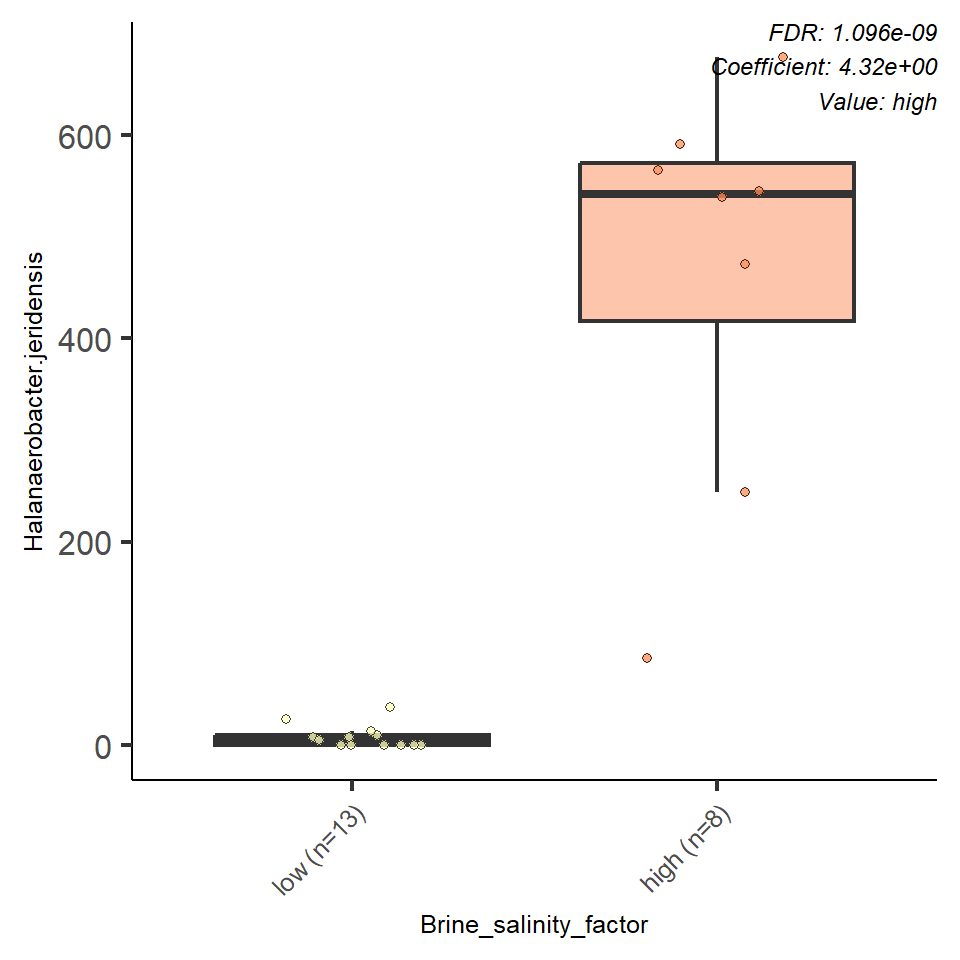 FDR: 1.096e-09
Coefficient: 4.32e+00
Value: high
600
400
200
0
Halanaerobacter.jeridensis
low (n=13)
high (n=8)
Brine_salinity_factor